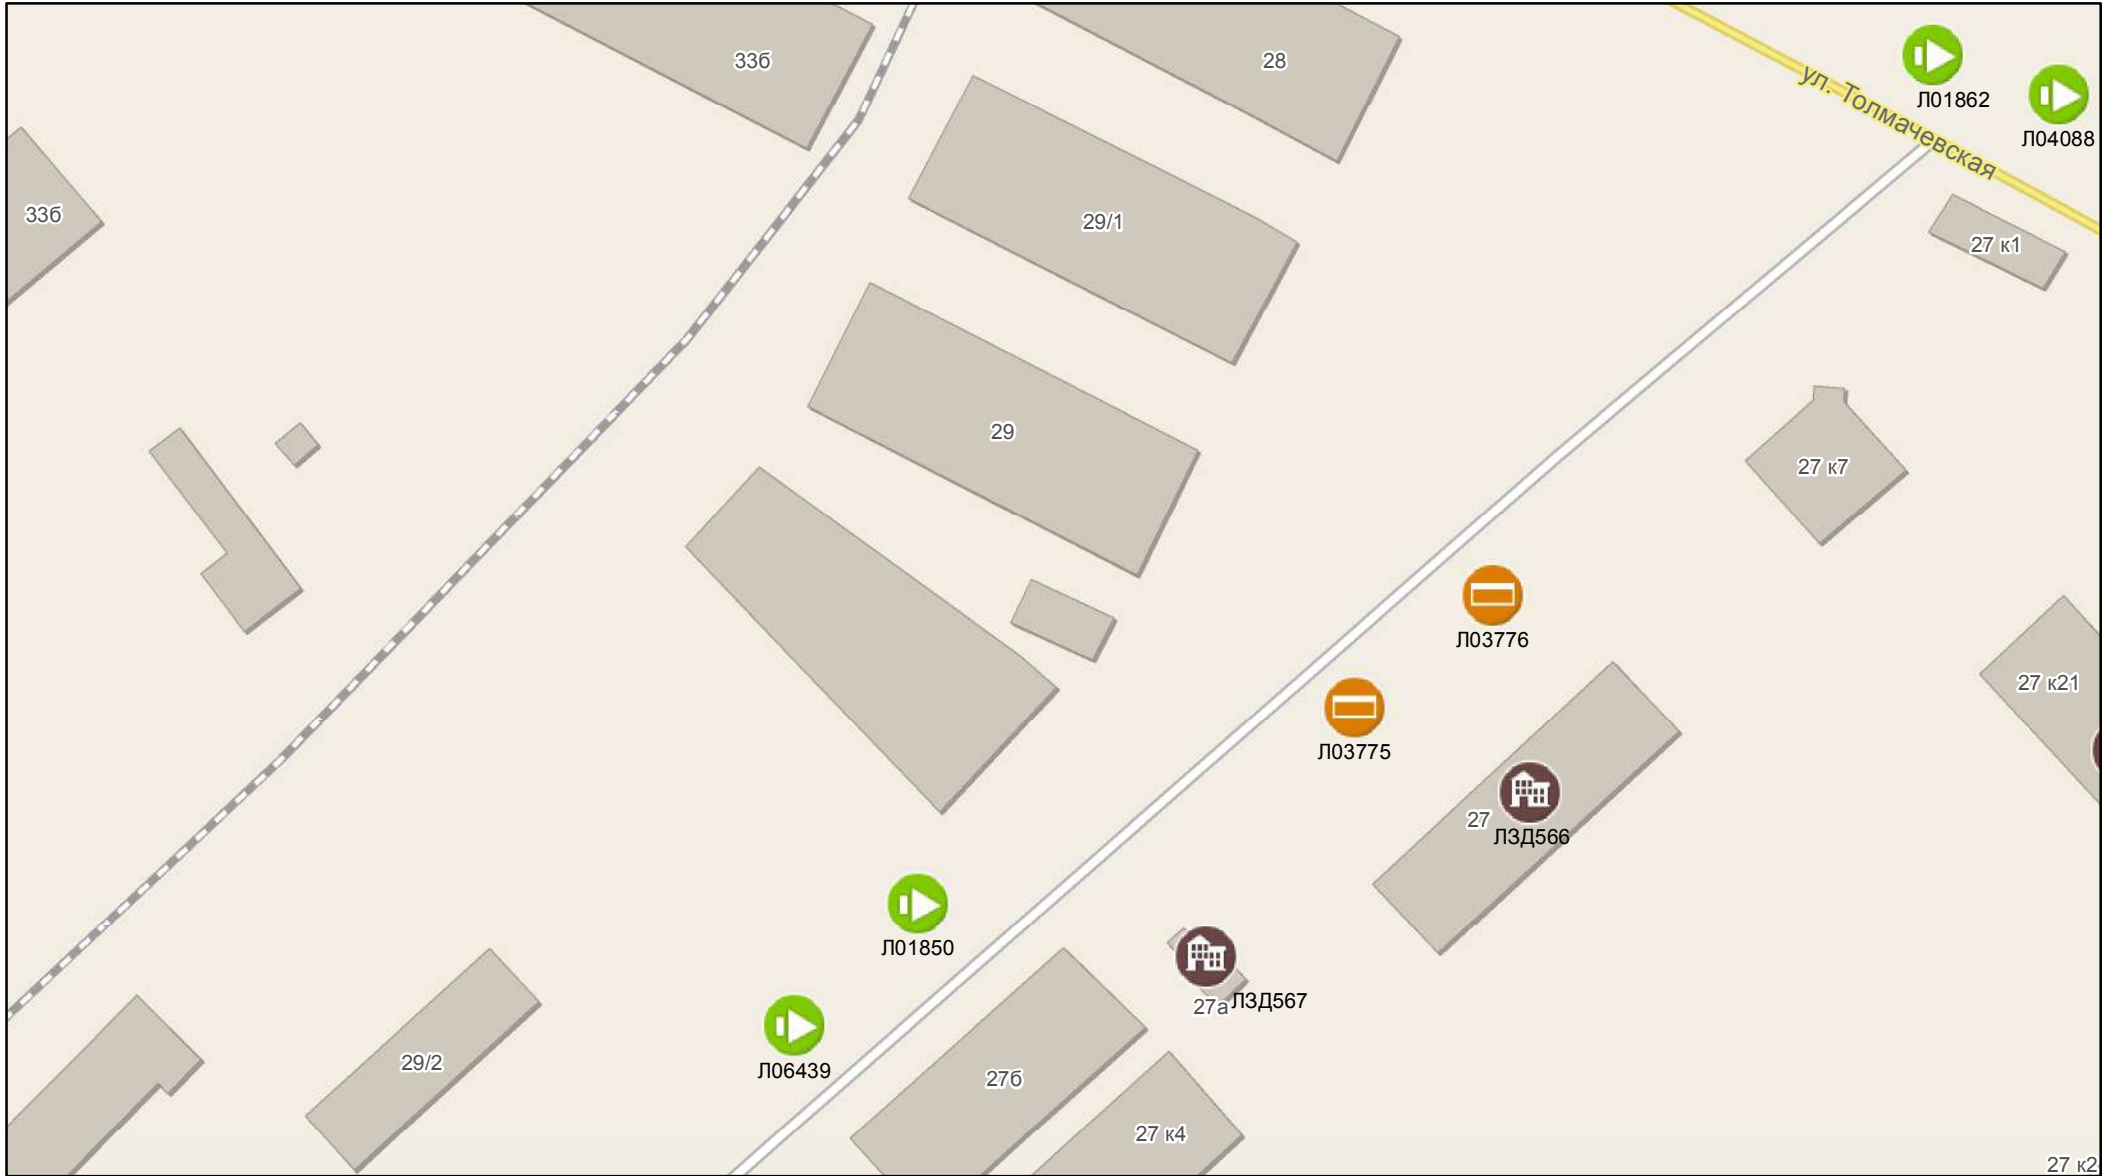 33б
28
Л01862
ул. Толмачевская
Л04088
33б
29/1
27 к1
29
27 к7
Л03776
27 к21
Л03775
27
ЛЗД566
Л01850
27а
ЛЗД567
Л06439
29/2
27б
27 к4
27 к2